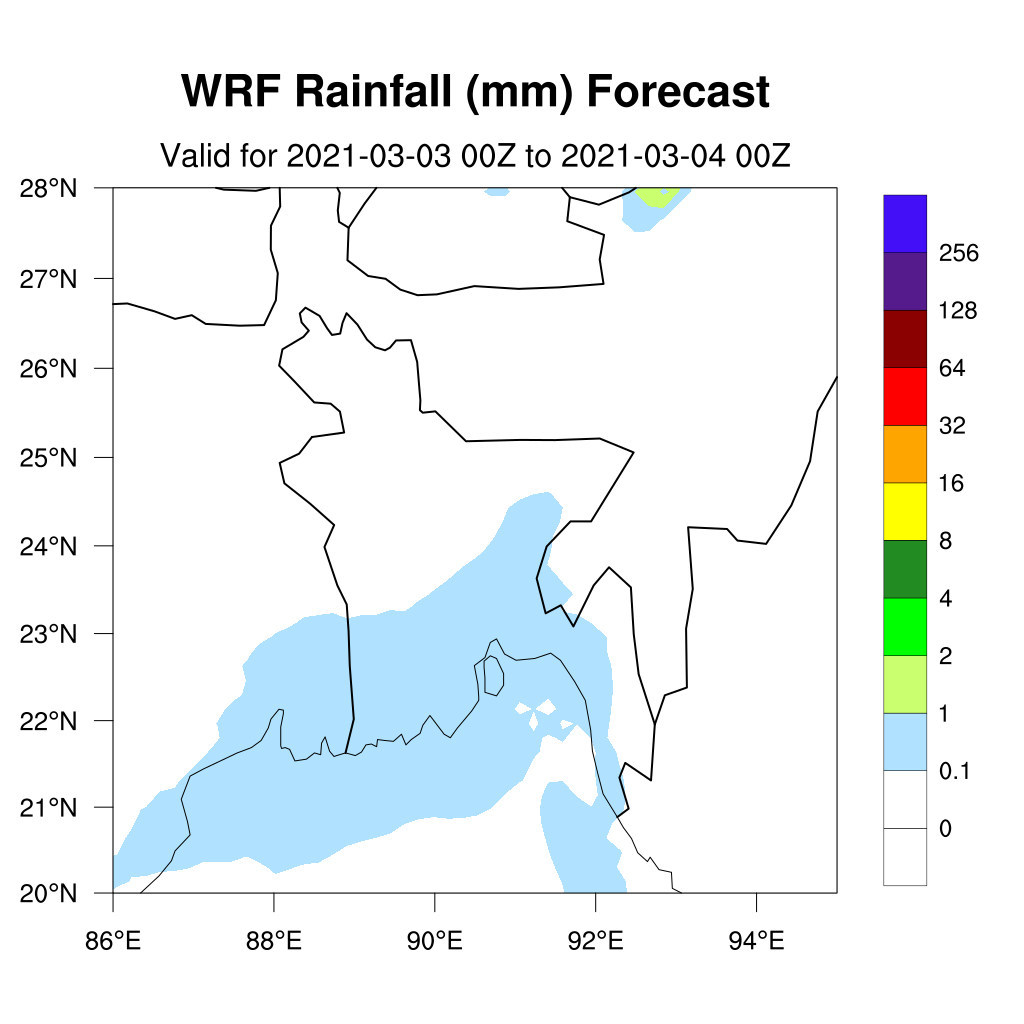 WRF Rainfall (mm) Forecast
Valid for 2021-03-03 00Z to 2021-03-04 00Z
28°N
27°N
26°N
25°N
24°N
23°N
22°N
21°N
20°N
86°E
88°E
90°E
92°E
94°E
256
128
64
32
16
8
4
2
1
0.1
0